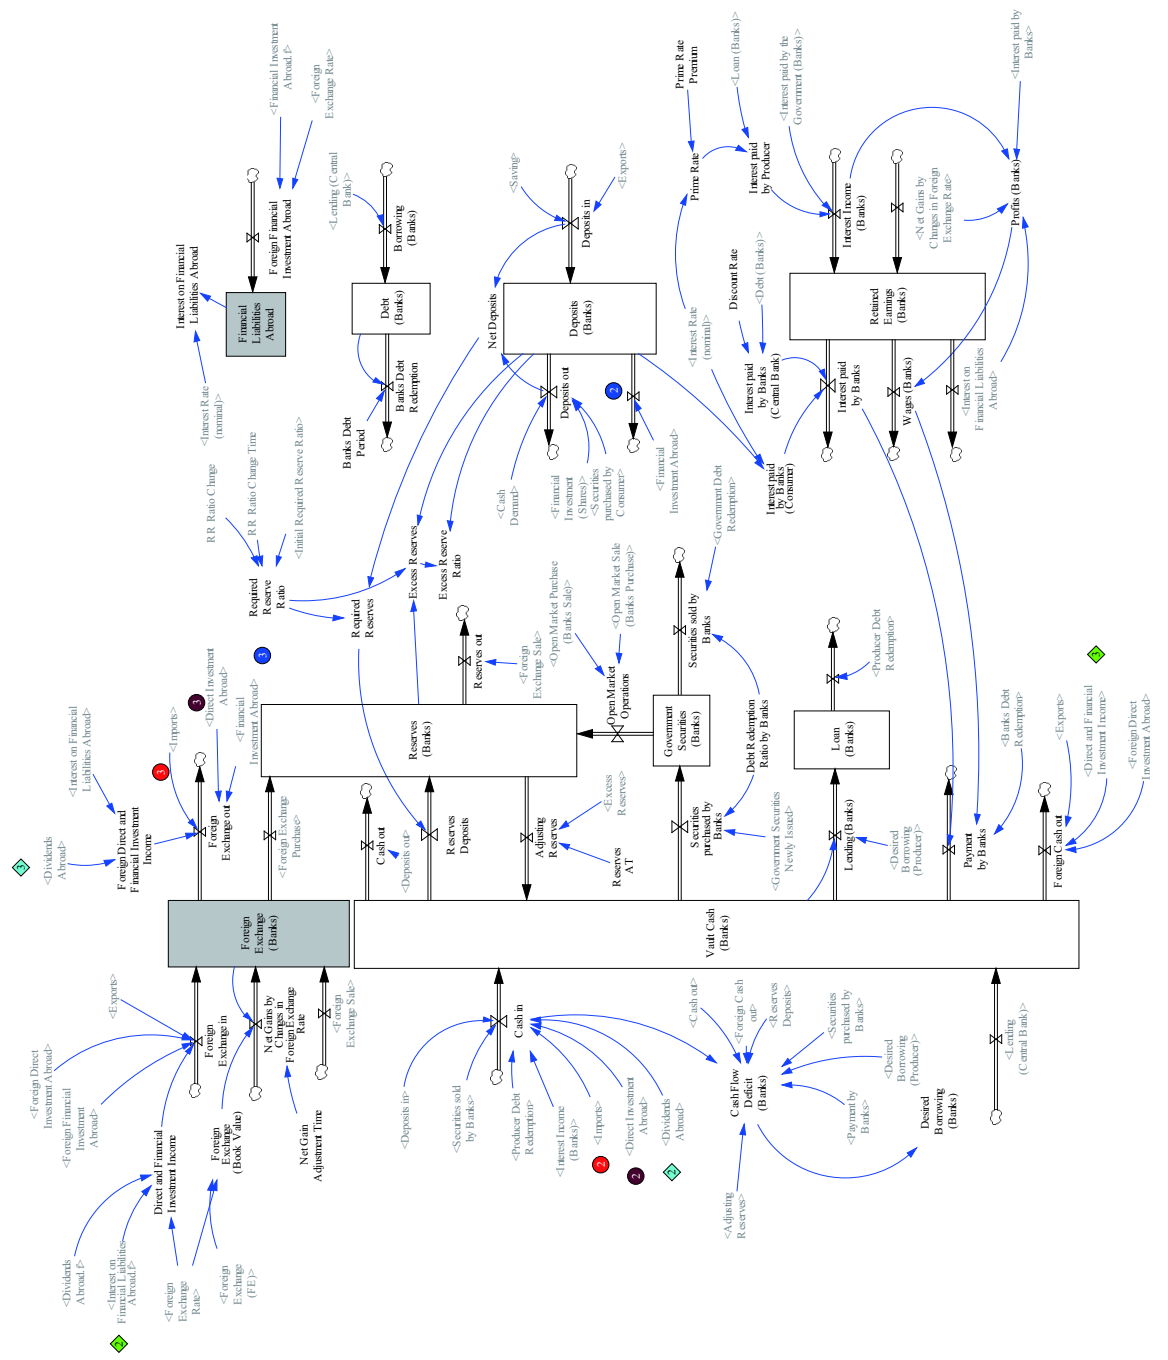 <Financial Investment
Abroad.f>
<Foreign
Exchange Rate>
Foreign Financial
Investment Abroad
Interest on Financial
Liabilities Abroad
Financial
Liabilities
Abroad
<Interest Rate
(nominal)>
<Lending (Central
Bank)>
Borrowing
(Banks)
Debt
(Banks)
Banks Debt
Redemption
Banks Debt
Period
RR Ratio Change
RR Ratio Change Time
<Initial Required Reserve Ratio>
Required
Reserve
Ratio
Required
Reserves
Excess Reserves
Excess Reserve
Ratio
<Saving>
<Exports>
Deposits in
Net Deposits
Deposits
(Banks)
Deposits out
2
<Cash
Demand>
<Financial
Investment
(Shares)>
<Securities
purchased by
Consumer>
<Financial
Investment Abroad>
Prime Rate
Premium
<Loan (Banks)>
Prime Rate
Interest paid
by Producer
<Interest paid by the
Government (Banks)>
<Interest paid by
Banks>
Interest Income
(Banks)
<Net Gains by
Changes in Foreign
Exchange Rate>
Profits (Banks)
Discount Rate
<Debt (Banks)>
<Interest Rate
(nominal)>
Interest paid
by Banks
(Central Bank)
Interest paid
by Banks
(Consumer)
Retained
Earnings
(Banks)
Interest paid
by Banks
Wages (Banks)
<Interest on
Financial Liabilities
Abroad>
<Interest on Financial
Liabilities Abroad>
<Imports>
3
3
<Direct Investment
Abroad>
<Financial
Investment Abroad>
3
3
<Dividends
Abroad>
Foreign Direct and
Financial Investment
Income
Foreign
Exchange out
<Foreign Exchange
Purchase>
Foreign
Exchange
(Banks)
Reserves
(Banks)
Reserves out
<Foreign
Exchange Sale>
<Open Market Purchase
(Banks Sale)>
<Open Market Sale
(Banks Purchase)>
Open Market
Operations
Government
Securities
(Banks)
Securities sold by
Banks
<Government Debt
Redemption>
Debt Redemption
Ratio by Banks
Securities
purchased by
Banks
<Government Securities
Newly Issued>
Cash out
<Deposits out>
Reserves
Deposits
Adjusting
Reserves
<Excess
Reserves>
Reserves
AT
Loan
(Banks)
<Producer Debt
Redemption>
Lending (Banks)
<Desired
Borrowing
(Producer)>
Payment
by Banks
<Banks Debt
Redemption>
Foreign Cash out
<Exports>
<Direct and Financial
Investment Income>
<Foreign Direct
Investment Abroad>
3
Vault Cash
(Banks)
<Exports>
<Foreign Direct
Investment Abroad>
<Foreign Financial
Investment
Abroad>
Foreign
Exchange in
Net Gains by
Changes in
Foreign Exchange
Rate
<Foreign
Exchange Sale>
Direct and Financial
Investment Income
Foreign
Exchange
(Book Value)
Net Gain
Adjustment Time
<Dividends
Abroad.f>
<Interest on
Financial Liabilities
Abroad.f>
2
<Foreign
Exchange
Rate>
<Foreign
Exchange
(FE)>
Cash in
<Deposits in>
<Securities sold
by Banks>
<Producer Debt
Redemption>
<Interest Income
(Banks)>
<Imports>
2
<Direct Investment
Abroad>
2
<Dividends
Abroad>
2
<Cash out>
<Foreign Cash
out>
<Reserves
Deposits>
<Securities
purchased by
Banks>
<Desired
Borrowing
(Producer)>
<Payment by
Banks>
Cash Flow
Deficit
(Banks)
<Adjusting
Reserves>
Desired
Borrowing
(Banks)
<Lending
(Central Bank)>